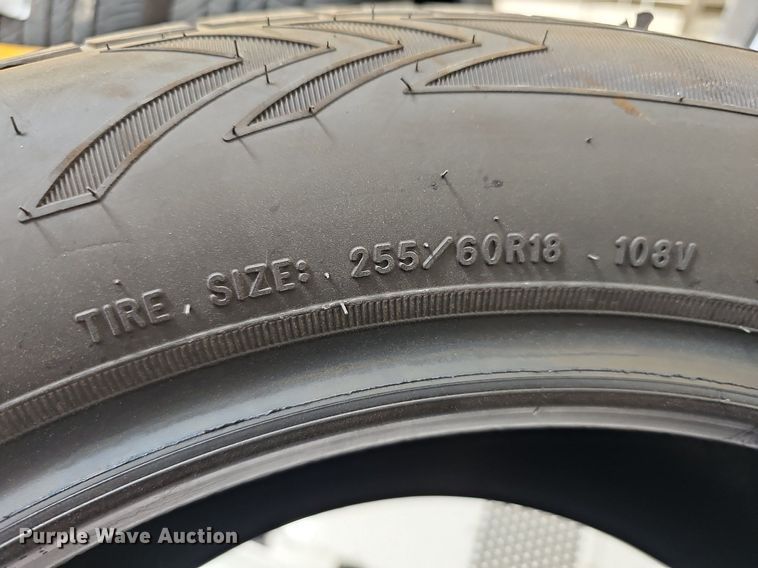 TIRE SIZE: 255/60R18 108V
Purple Wave Auction